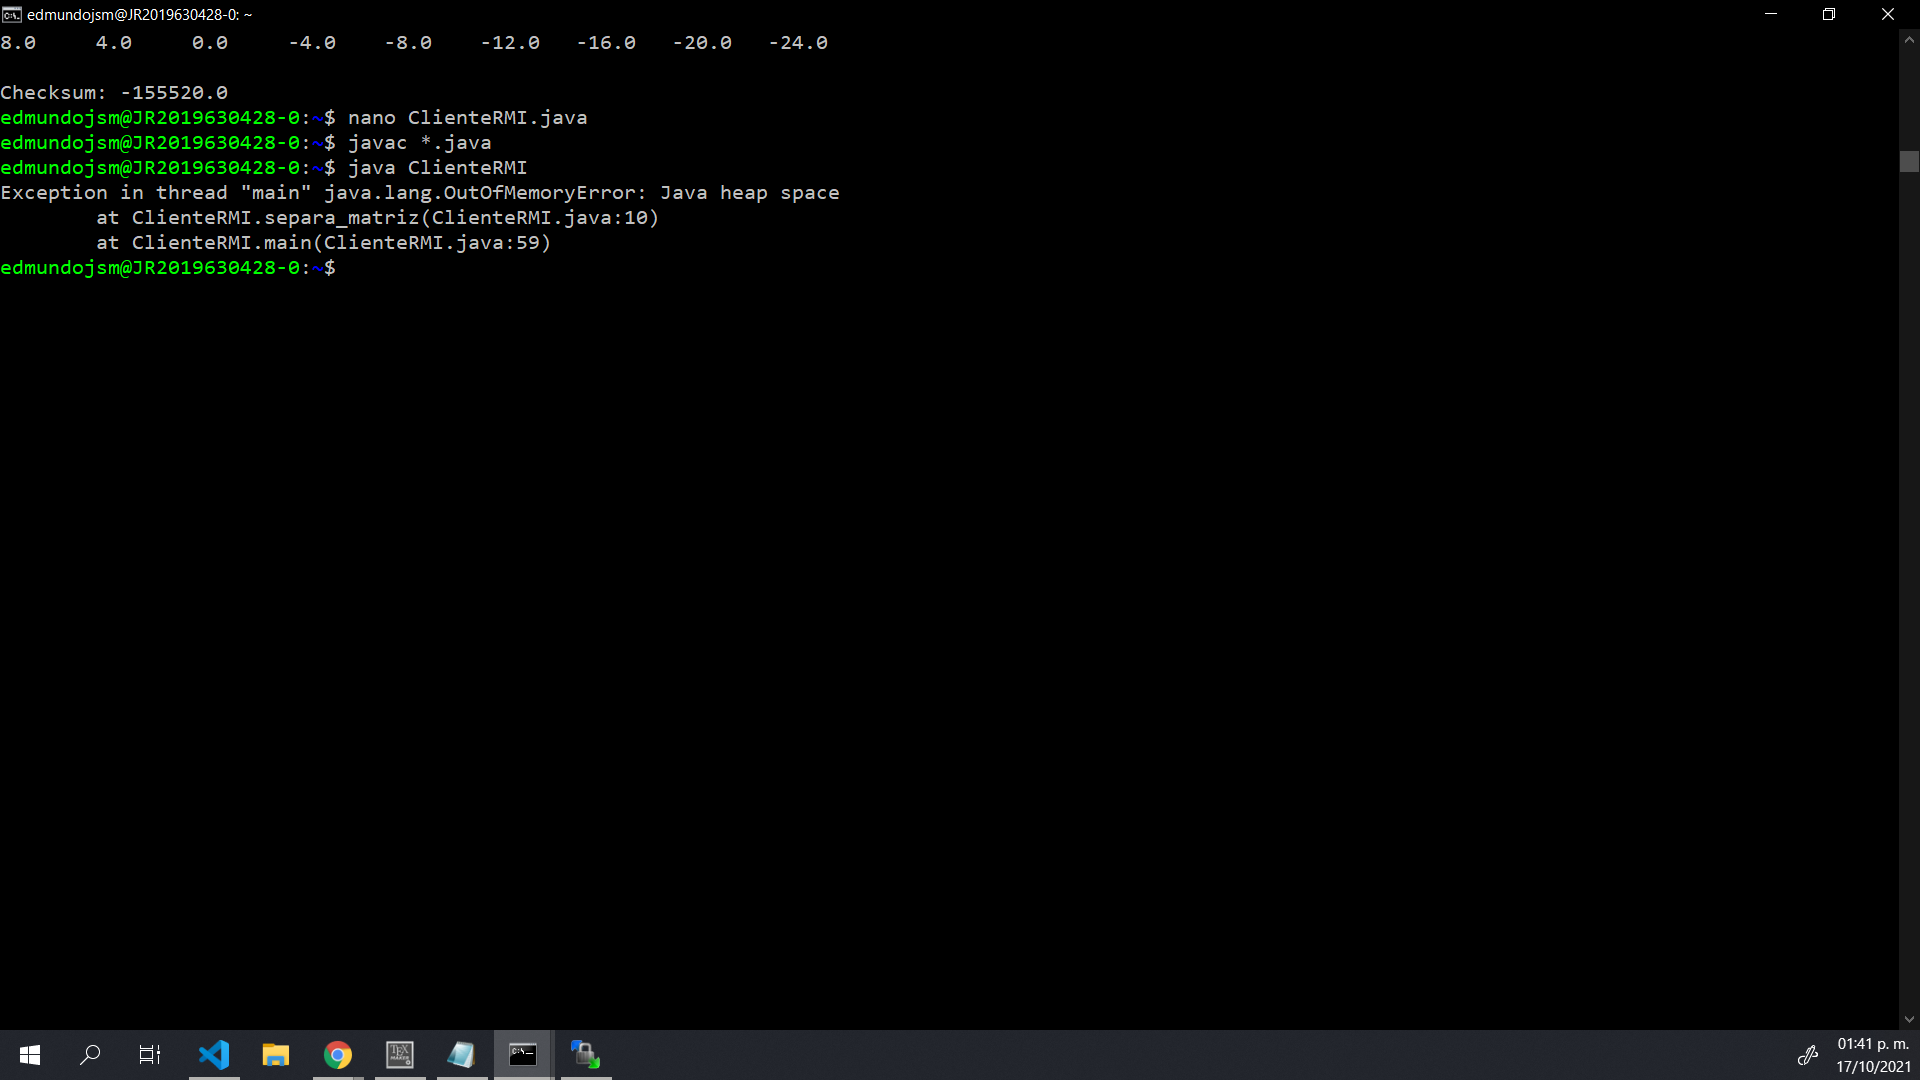 edmundojsm@JR2019630428-0: ~
8.0 4.0 0.0 -4.0 -8.0 -12.0 -16.0 -20.0 -24.0
Checksum: -155520.0
edmundojsm@JR2019630428-0:~$ nano ClienteRMI.java
edmundojsm@JR2019630428-0:~$ javac *.java
edmundojsm@JR2019630428-0:~$ java ClienteRMI
Exception in thread "main" java.lang.OutOfMemoryError: Java heap space
at ClienteRMI.separa_matriz(ClienteRMI.java:10)
at ClienteRMI.main(ClienteRMI.java:59)
edmundojsm@JR2019630428-0:~$
01:41 p. m.
17/10/2021